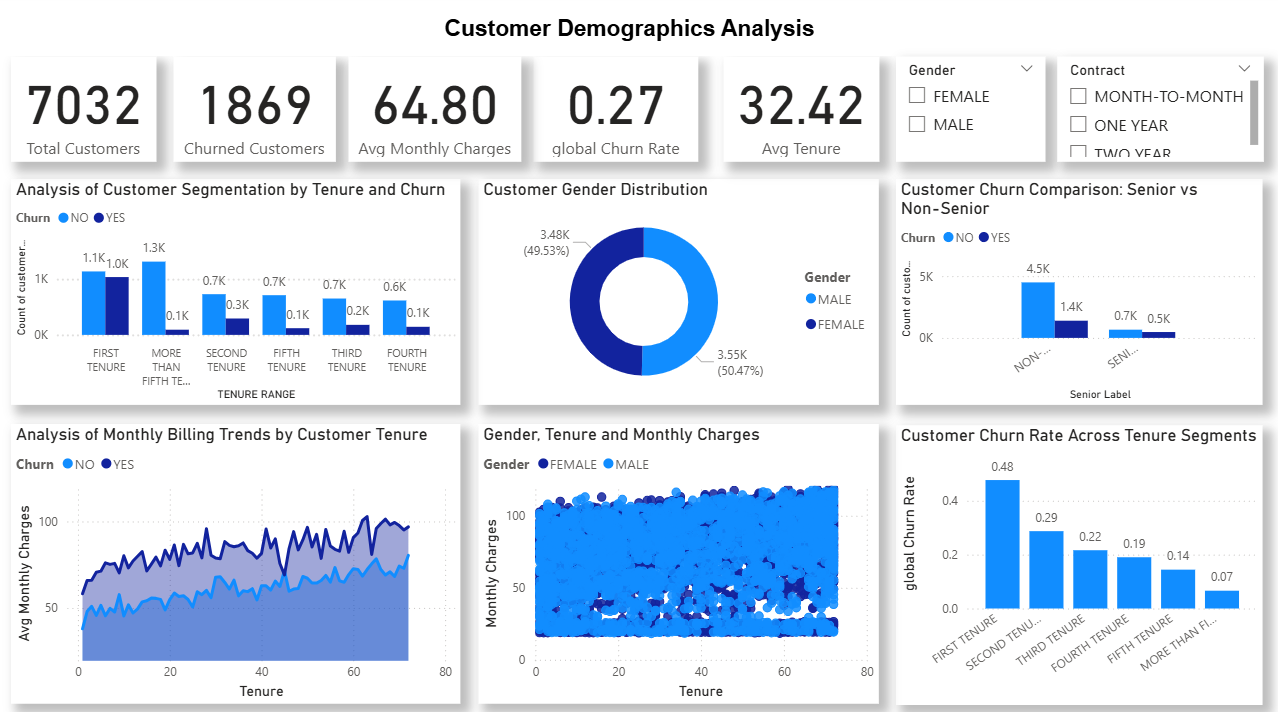 Customer Demographics Analysis
7032
Total Customers
1869
Churned Customers
64.80
Avg Monthly Charges
0.27
global Churn Rate
32.42
Avg Tenure
Gender
FEMALE
MALE
Contract
MONTH-TO-MONTH
ONE YEAR
TWO YEAR
Analysis of Customer Segmentation by Tenure and Churn
Churn NO YES
Count of customer...
1K
0K
1.1K
1.0K
1.3K
0.1K
0.7K
0.3K
0.7K
0.1K
0.7K
0.2K
0.6K
0.1K
FIRST
TENURE
MORE
THAN
FIFTH TE...
SECOND
TENURE
FIFTH
TENURE
THIRD
TENURE
FOURTH
TENURE
TENURE RANGE
Customer Gender Distribution
3.48K
(49.53%)
3.55K
(50.47%)
Gender
MALE
FEMALE
Customer Churn Comparison: Senior vs
Non-Senior
Churn NO YES
Count of custo...
5K
0K
4.5K
1.4K
0.7K
0.5K
NON-...
SENI...
Senior Label
Analysis of Monthly Billing Trends by Customer Tenure
Churn NO YES
Avg Monthly Charges
100
50
0 20 40 60 80
Tenure
Gender, Tenure and Monthly Charges
Gender FEMALE MALE
Monthly Charges
100
50
0
0 20 40 60 80
Tenure
Customer Churn Rate Across Tenure Segments
global Churn Rate
0.4
0.2
0.0
0.48
0.29
0.22
0.19
0.14
0.07
FIRST TENURE
SECOND TENU...
THIRD TENURE
FOURTH TENURE
FIFTH TENURE
MORE THAN FI...